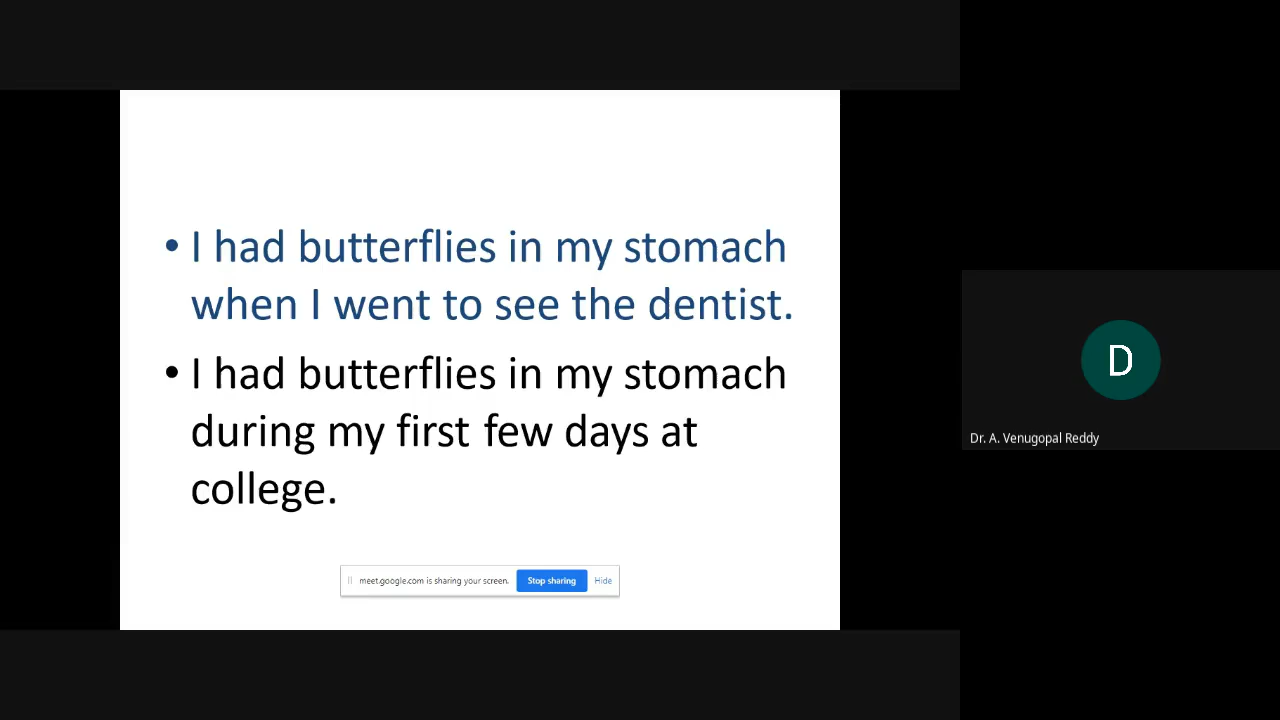 • I had butterflies in my stomach
when I went to see the dentist.
• I had butterflies in my stomach
during my first few days at
college.
meet.google.com is sharing your screen. Stop sharing Hide
D
Dr. A. Venugopal Reddy